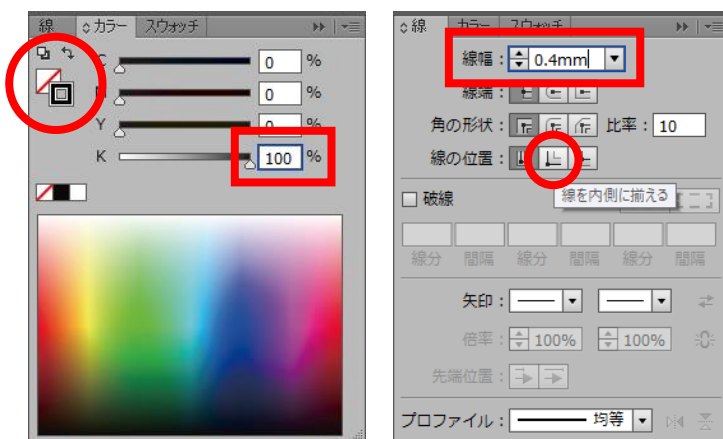 線 カラー スウォッチ
C 0 %
M 0 %
Y 0 %
K 100 %
線 カラー スウォッチ
線幅： 0.4mm
線端：
角の形状： 比率： 10
線の位置：
線を内側に揃える
破線
線分 間隔 線分 間隔 線分 間隔
矢印：
倍率： 100% 100%
先端位置：
プロファイル： 均等